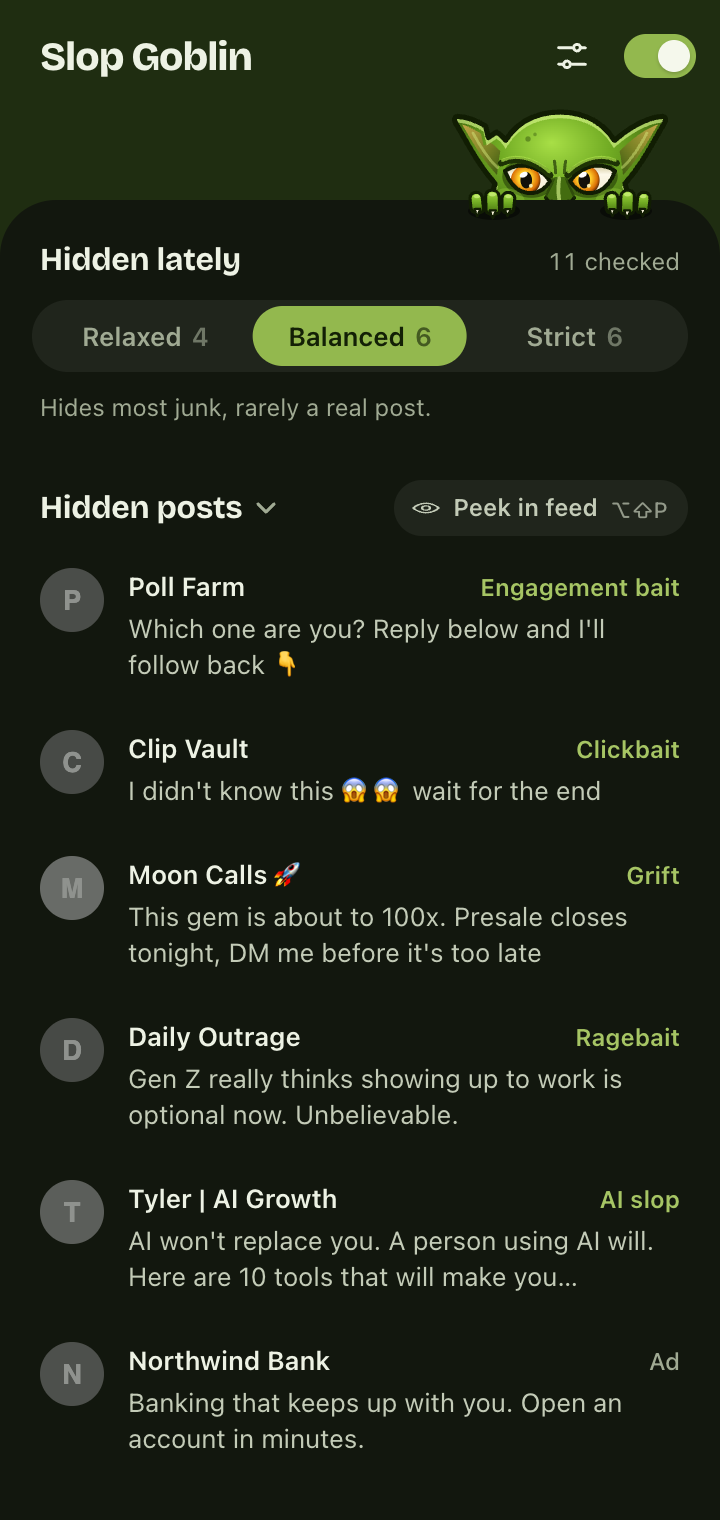 Slop Goblin
Hidden lately 11 checked
Relaxed 4 Balanced 6 Strict 6
Hides most junk, rarely a real post.
Hidden posts Peek in feed ⌥⇧P
P Poll Farm Engagement bait
Which one are you? Reply below and I'll
follow back 👇
C Clip Vault Clickbait
I didn't know this 😱😱 wait for the end
M Moon Calls 🚀 Grift
This gem is about to 100x. Presale closes
tonight, DM me before it's too late
D Daily Outrage Ragebait
Gen Z really thinks showing up to work is
optional now. Unbelievable.
T Tyler | AI Growth AI slop
AI won't replace you. A person using AI will.
Here are 10 tools that will make you...
N Northwind Bank Ad
Banking that keeps up with you. Open an
account in minutes.